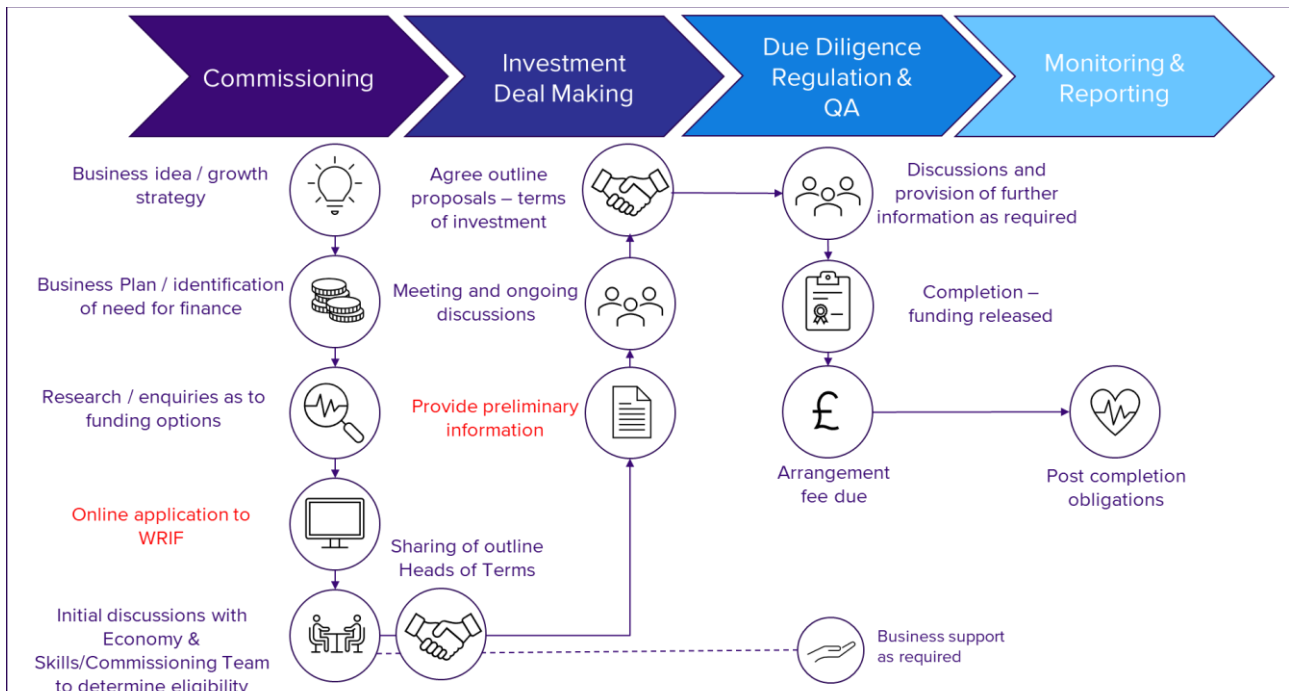 Commissioning
Investment
Deal Making
Due Diligence
Regulation &
QA
Monitoring &
Reporting
Business idea / growth
strategy
Business Plan / identification
of need for finance
Research / enquiries as to
funding options
Online application to
WRIF
Initial discussions with
Economy &
Skills/Commissioning Team
to determine eligibility
Sharing of outline
Heads of Terms
Provide preliminary
information
Meeting and ongoing
discussions
Agree outline
proposals – terms
of investment
Discussions and
provision of further
information as required
Completion –
funding released
£
Arrangement
fee due
Post completion
obligations
Business support
as required